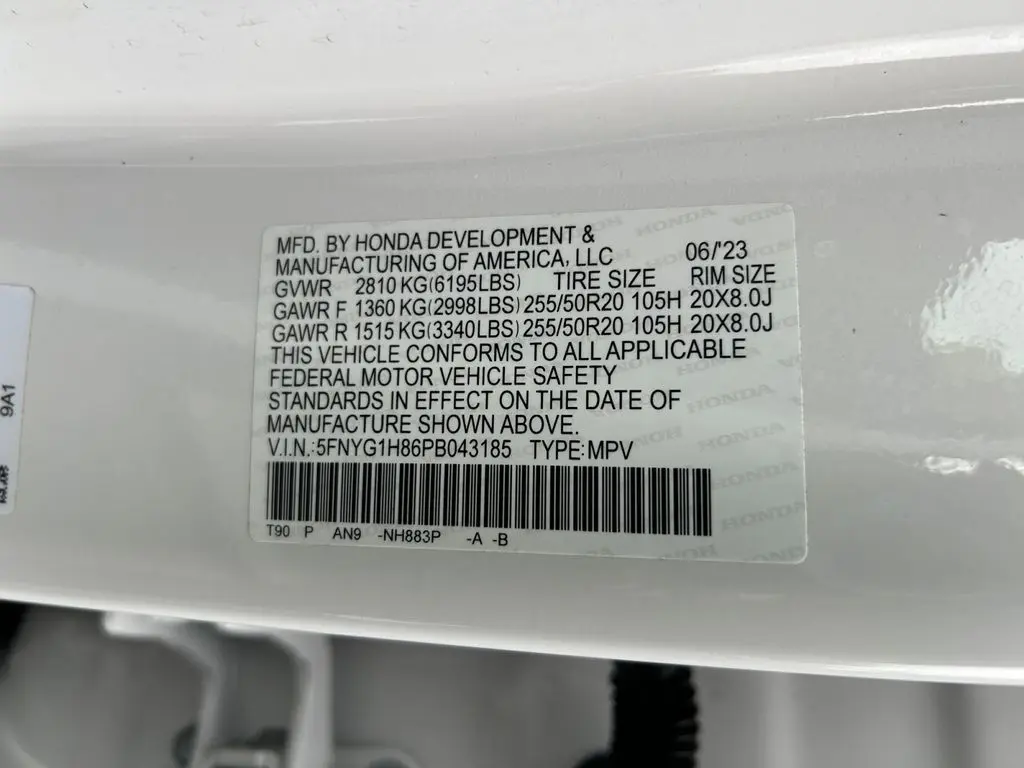 MFD. BY HONDA DEVELOPMENT &
MANUFACTURING OF AMERICA, LLC 06/'23
GVWR 2810 KG(6195LBS) TIRE SIZE RIM SIZE
GAWR F 1360 KG(2998LBS) 255/50R20 105H 20X8.0J
GAWR R 1515 KG(3340LBS) 255/50R20 105H 20X8.0J
THIS VEHICLE CONFORMS TO ALL APPLICABLE
FEDERAL MOTOR VEHICLE SAFETY
STANDARDS IN EFFECT ON THE DATE OF
MANUFACTURE SHOWN ABOVE.
V.I.N.:5FNYG1H86PB043185 TYPE:MPV
T90 P AN9 -NH883P -A -B
9A1